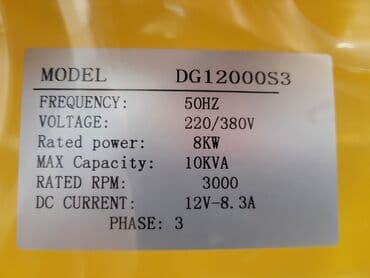 MODEL DG12000S3
FREQUENCY: 50HZ
VOLTAGE: 220/380V
Rated power: 8KW
MAX Capacity: 10KVA
RATED RPM: 3000
DC CURRENT: 12V-8.3A
PHASE: 3